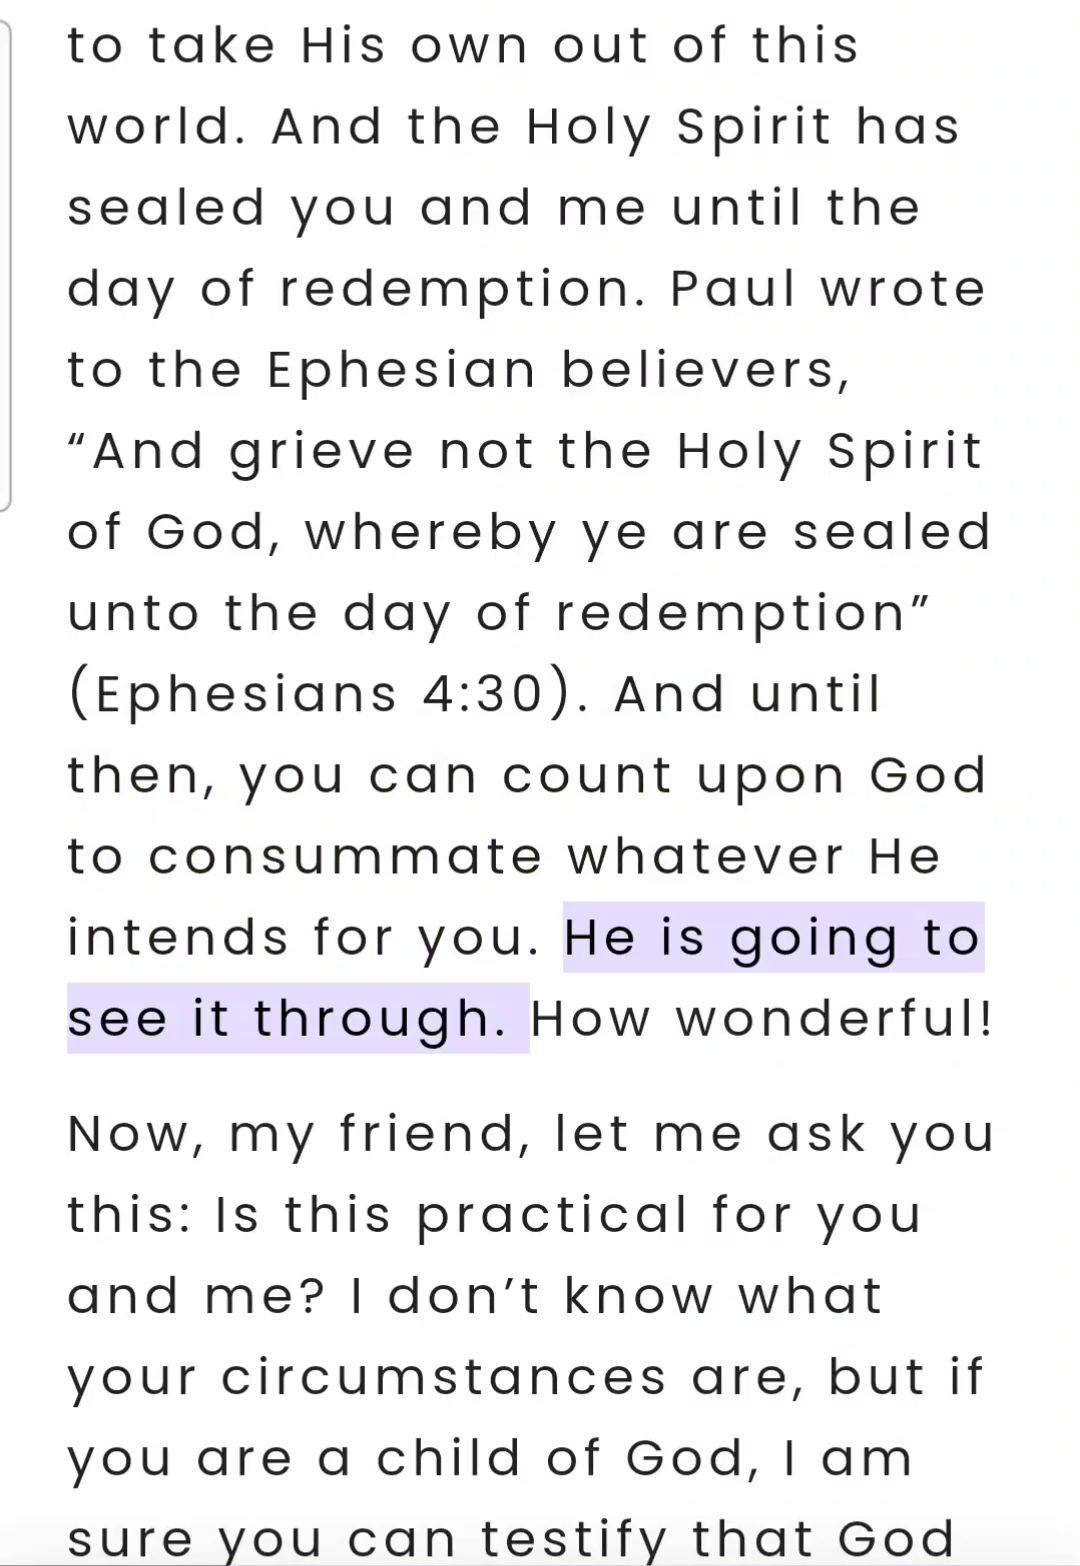 to take His own out of this
world. And the Holy Spirit has
sealed you and me until the
day of redemption. Paul wrote
to the Ephesian believers,
“And grieve not the Holy Spirit
of God, whereby ye are sealed
unto the day of redemption”
(Ephesians 4:30). And until
then, you can count upon God
to consummate whatever He
intends for you. He is going to
see it through. How wonderful!
Now, my friend, let me ask you
this: Is this practical for you
and me? I don’t know what
your circumstances are, but if
you are a child of God, I am
sure you can testify that God